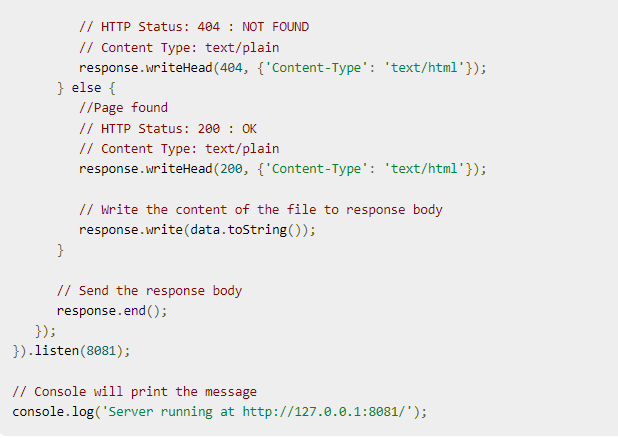 // HTTP Status: 404 : NOT FOUND
// Content Type: text/plain
response.writeHead(404, {'Content-Type': 'text/html'});
} else {
//Page found
// HTTP Status: 200 : OK
// Content Type: text/plain
response.writeHead(200, {'Content-Type': 'text/html'});
// Write the content of the file to response body
response.write(data.toString());
}
// Send the response body
response.end();
});
}).listen(8081);
// Console will print the message
console.log('Server running at http://127.0.0.1:8081/');